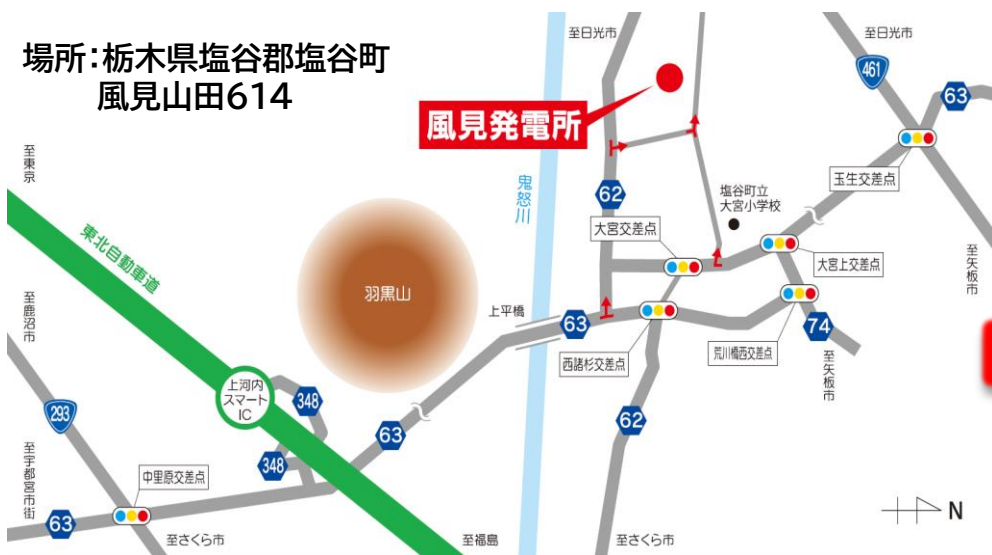 場所：栃木県塩谷郡塩谷町
風見山田614
至日光市
至日光市
461
63
風見発電所
至東京
鬼怒川
62
塩谷町立
大宮小学校
玉生交差点
大宮交差点
東北自動車道
大宮上交差点
至矢板市
羽黒山
至鹿沼市
上平橋
63
西諸杉交差点
荒川橋西交差点
74
至矢板市
上河内
スマート
IC
348
293
63
62
348
至宇都宮市街
中里原交差点
63
至さくら市
至福島
至さくら市
N